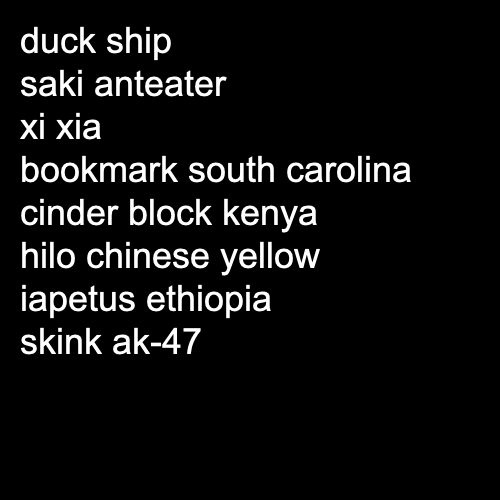 duck ship
saki anteater
xi xia
bookmark south carolina
cinder block kenya
hilo chinese yellow
iapetus ethiopia
skink ak-47